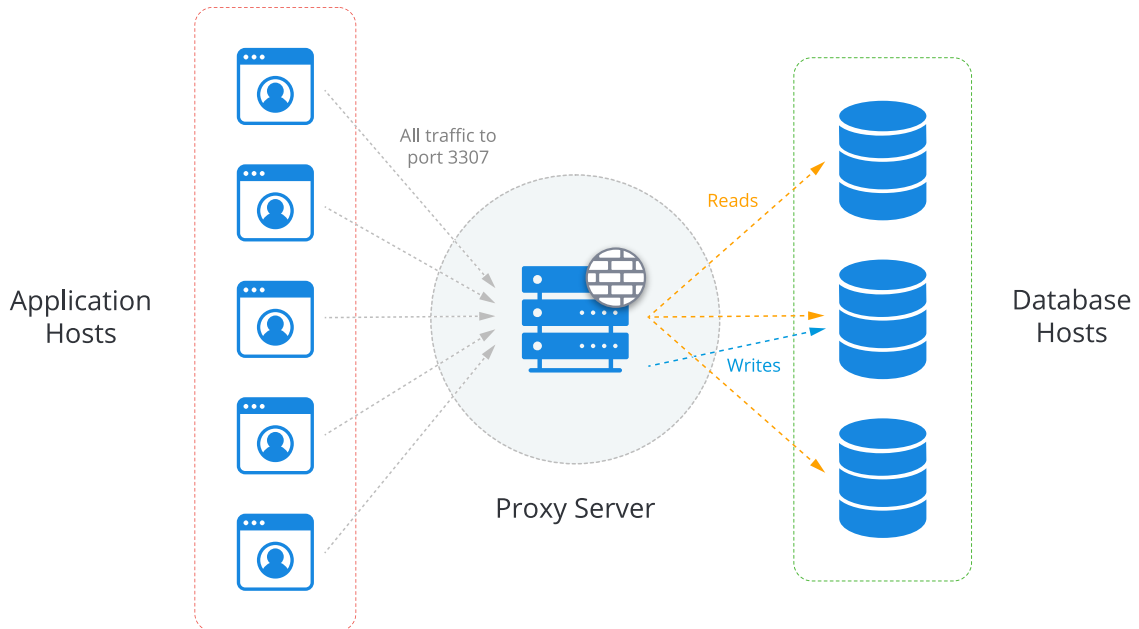 All traffic to
port 3307
Reads
Application
Hosts
Database
Hosts
Writes
Proxy Server